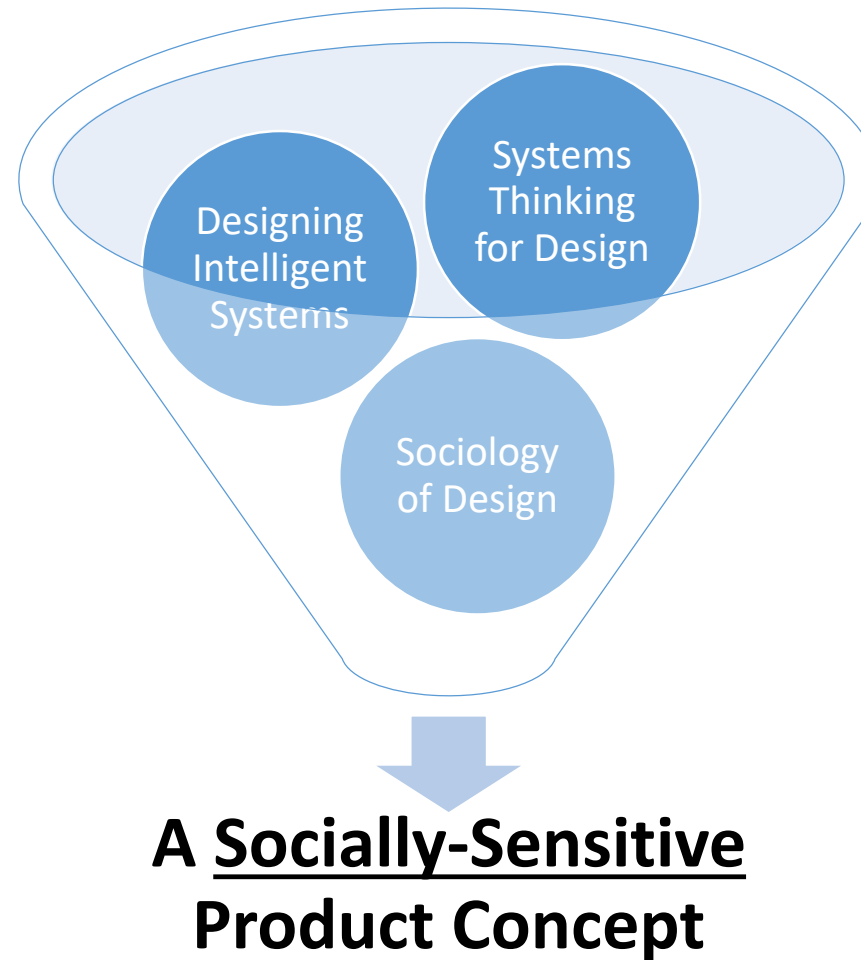 Systems
Thinking
for Design
Designing
Intelligent
Systems
Sociology
of Design
A Socially-Sensitive
Product Concept